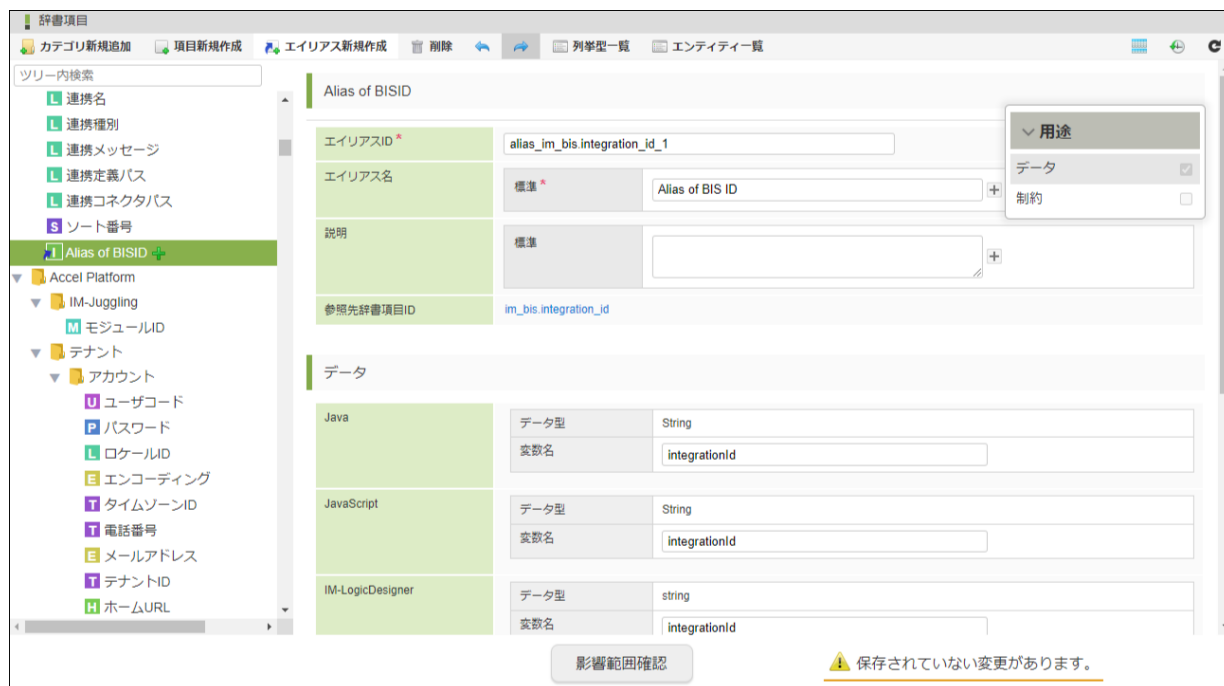 辞書項目
カテゴリ新規追加 項目新規作成 エイリアス新規作成 削除 列挙型一覧 エンティティ一覧
ツリー内検索
L 連携名
L 連携種別
L 連携メッセージ
L 連携定義パス
L 連携コネクタパス
S ソート番号
I Alias of BISID
Accel Platform
IM-Juggling
M モジュールID
テナント
アカウント
U ユーザコード
P パスワード
L ロケールID
E エンコーディング
T タイムゾーンID
T 電話番号
E メールアドレス
T テナントID
H ホームURL
Alias of BISID
エイリアスID * alias_im_bis.integration_id_1
エイリアス名 標準 * Alias of BIS ID
説明 標準
参照先辞書項目ID im_bis.integration_id
用途
データ
制約
データ
Java データ型 String
変数名 integrationId
JavaScript データ型 String
変数名 integrationId
IM-LogicDesigner データ型 string
変数名 integrationId
影響範囲確認 保存されていない変更があります。